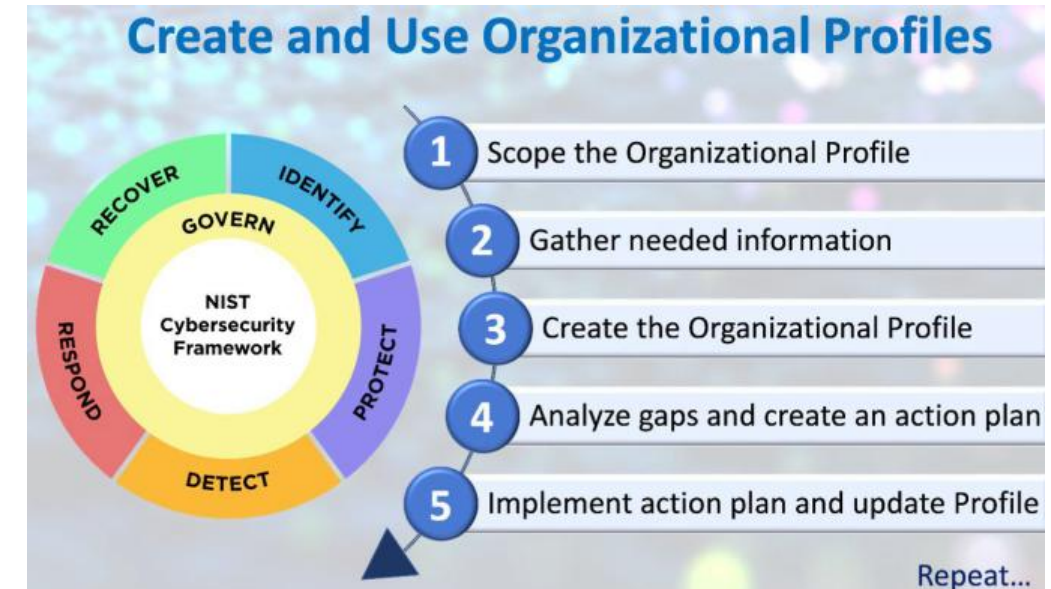 Create and Use Organizational Profiles
RECOVER
IDENTIFY
GOVERN
NIST
Cybersecurity
Framework
RESPOND
PROTECT
DETECT
1 Scope the Organizational Profile
2 Gather needed information
3 Create the Organizational Profile
4 Analyze gaps and create an action plan
5 Implement action plan and update Profile
Repeat...